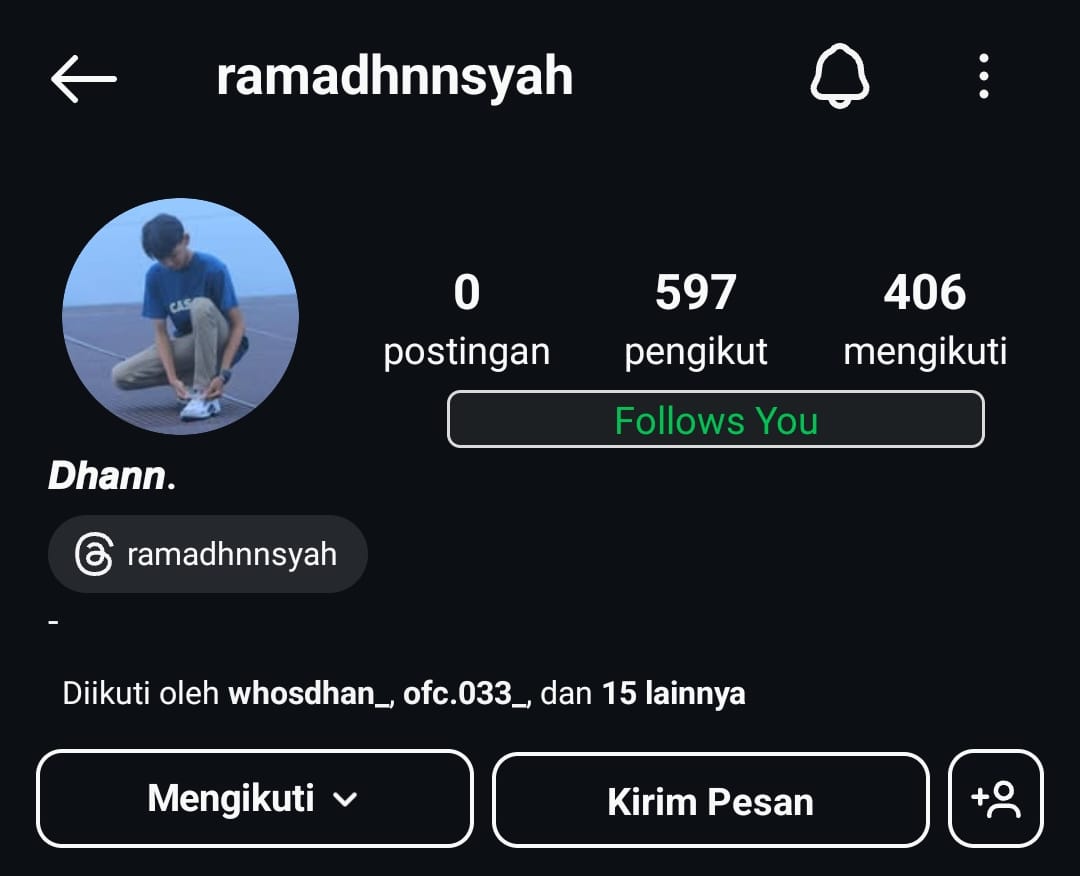 ramadhnnsyah
0 597 406
postingan pengikut mengikuti
Follows You
Dhann.
ramadhnnsyah
-
Diikuti oleh whosdhan_, ofc.033_, dan 15 lainnya
Mengikuti
Kirim Pesan